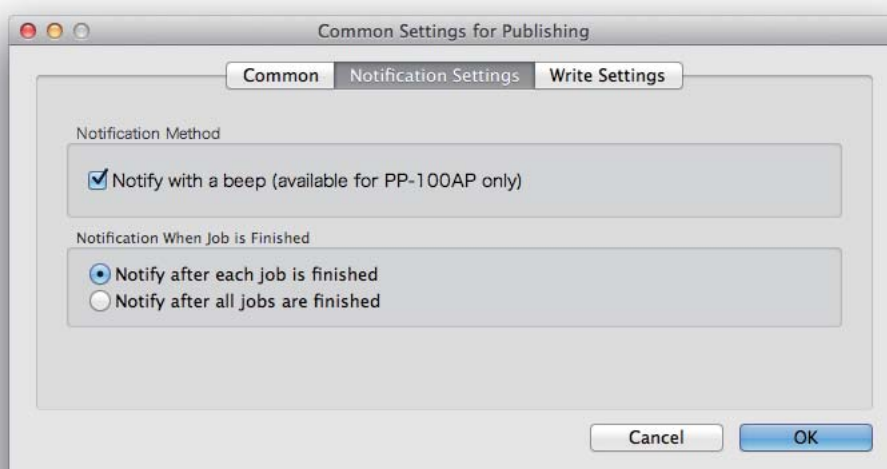 Common Settings for Publishing
Common
Notification Settings
Write Settings
Notification Method
Notify with a beep (available for PP-100AP only)
Notification When Job is Finished
Notify after each job is finished
Notify after all jobs are finished
Cancel
OK